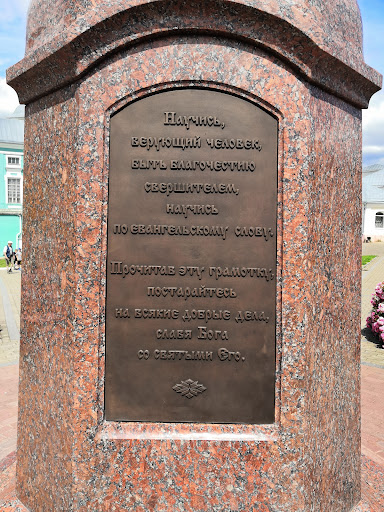 Научись,
верующий человек,
быть благочестию
свершителем,
научись
по евангельскому слову.
Прочитав эту грамотку,
постарайтесь
на всякие добрые дела,
славя Бога
со святыми Его.